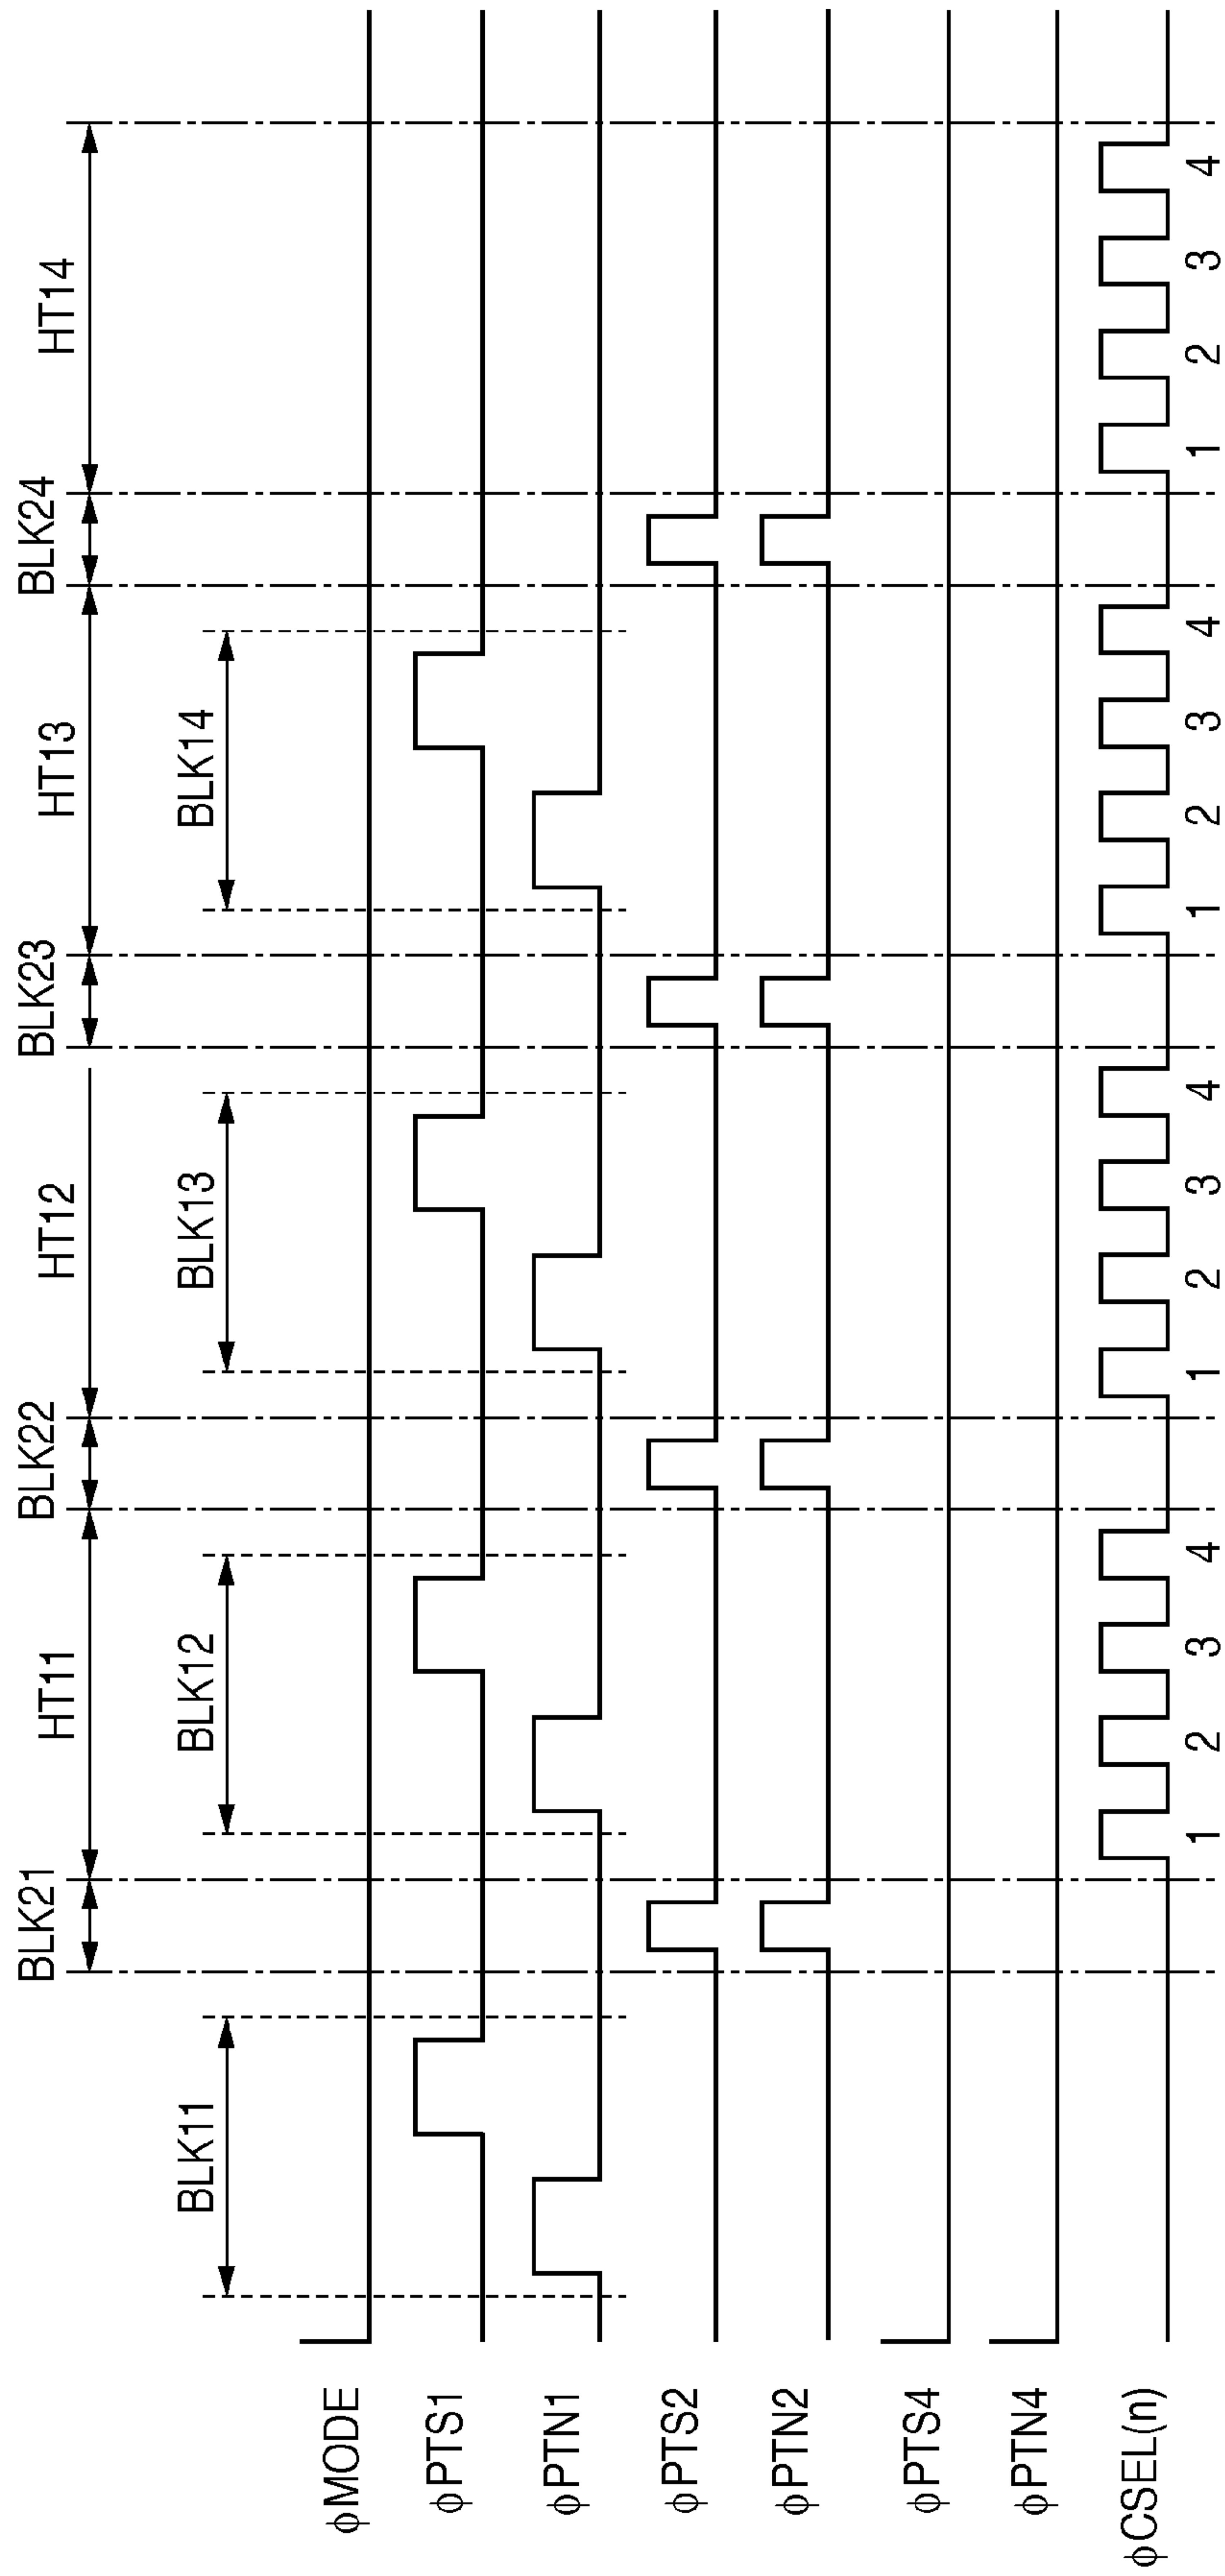 BLK21 HT11 BLK22 HT12 BLK23 HT13 BLK24 HT14
BLK11 BLK12 BLK13 BLK14
φMODE
φPTS1
φPTN1
φPTS2
φPTN2
φPTS4
φPTN4
φCSEL(n)
1 2 3 4 1 2 3 4 1 2 3 4 1 2 3 4